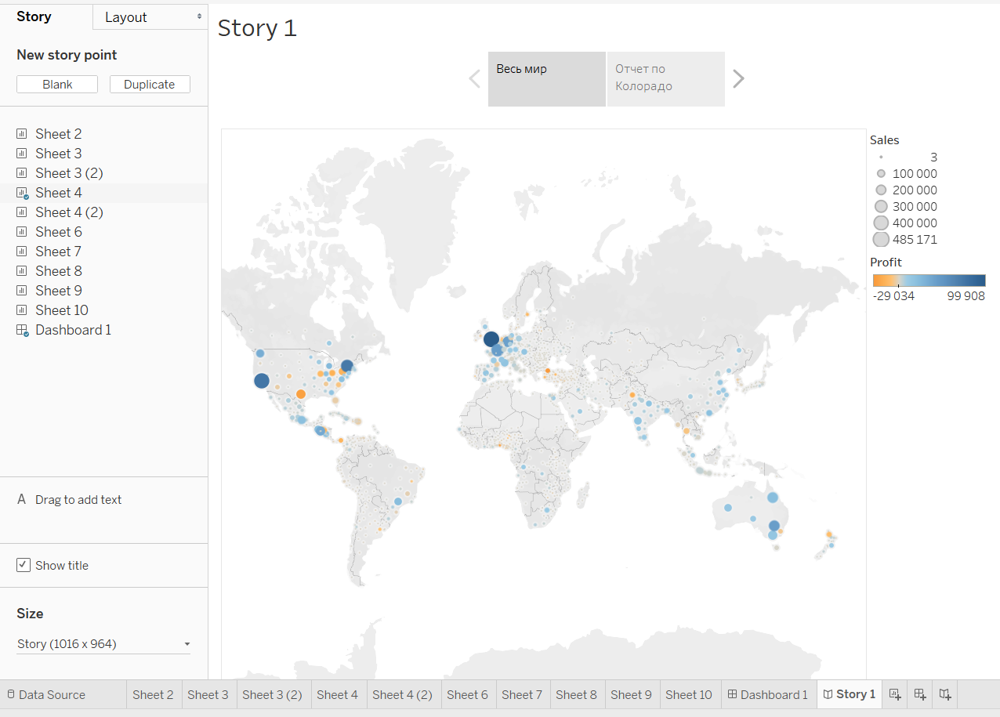 Story
Layout
New story point
Blank
Duplicate
Sheet 2
Sheet 3
Sheet 3 (2)
Sheet 4
Sheet 4 (2)
Sheet 6
Sheet 7
Sheet 8
Sheet 9
Sheet 10
Dashboard 1
A Drag to add text
Show title
Size
Story (1016 x 964)
Story 1
Весь мир
Отчет по
Колорадо
Sales
3
100 000
200 000
300 000
400 000
485 171
Profit
-29 034 99 908
Data Source Sheet 2 Sheet 3 Sheet 3 (2) Sheet 4 Sheet 4 (2) Sheet 6 Sheet 7 Sheet 8 Sheet 9 Sheet 10 Dashboard 1 Story 1